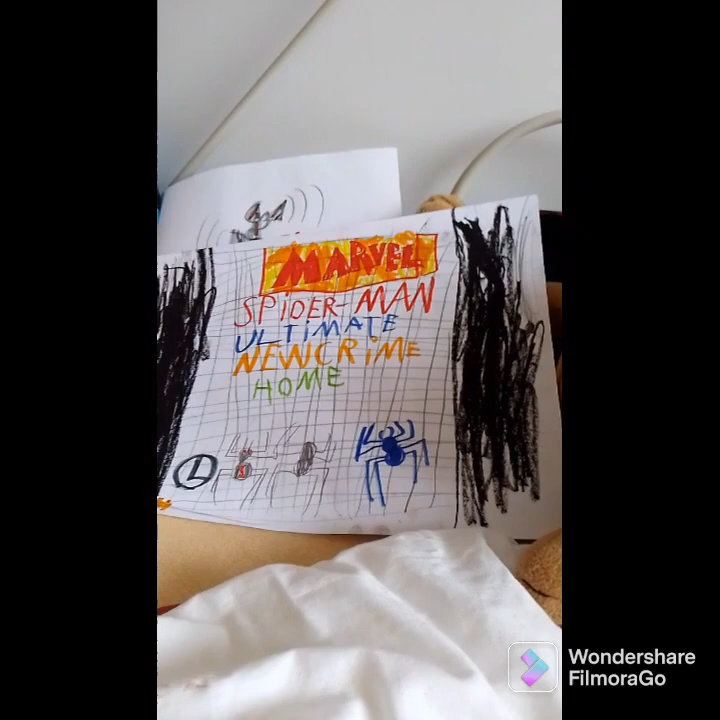 MARVEL
SPIDER-MAN
ULTIMATE
NEWCRIME
HOME
L
Wondershare
FilmoraGo